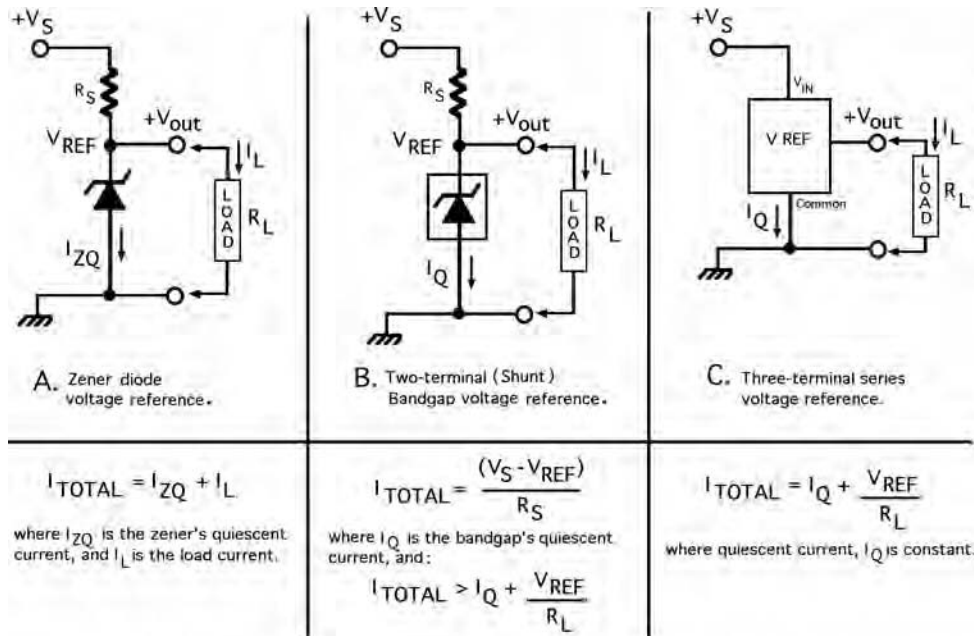 +VS
RS
VREF
+Vout
IL
LOAD
RL
IZQ
A. Zener diode
voltage reference.
+VS
RS
VREF
+Vout
IL
LOAD
RL
IQ
B. Two-terminal (Shunt)
Bandgap voltage reference.
+VS
VIN
V REF
+Vout
IL
LOAD
RL
Common
IQ
C. Three-terminal series
voltage reference.
ITOTAL = IZQ + IL
where IZQ is the zener's quiescent
current, and IL is the load current.
ITOTAL = (VS - VREF) / RS
where IQ is the bandgap's quiescent
current, and:
ITOTAL > IQ + VREF / RL
ITOTAL = IQ + VREF / RL
where quiescent current, IQ is constant.